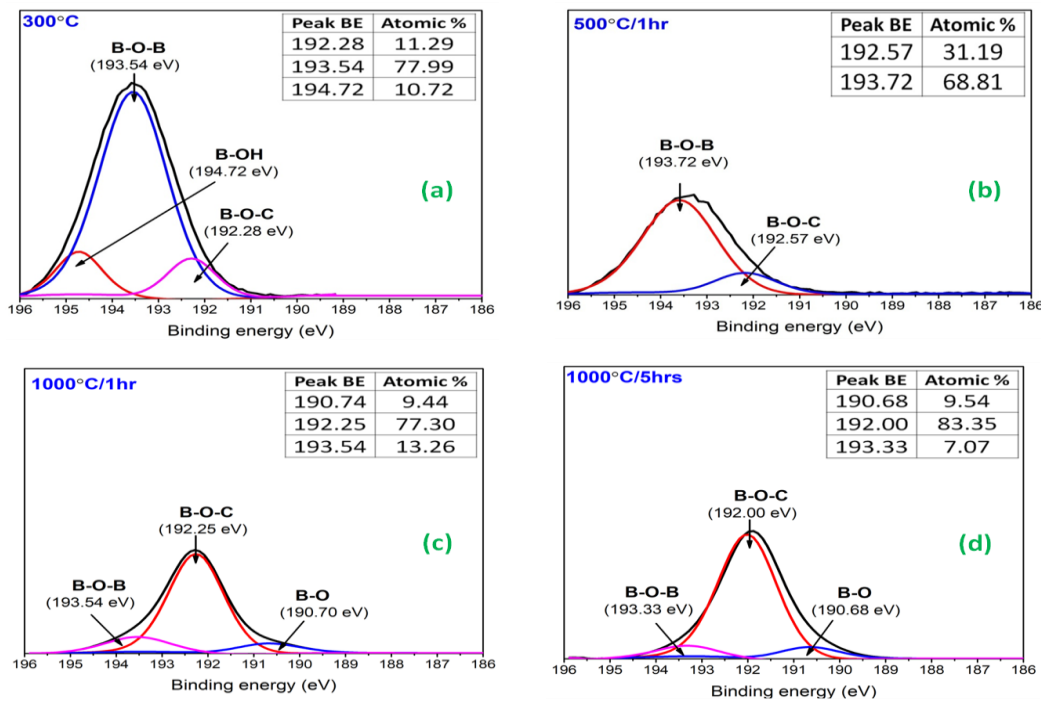 300°C
Peak BE Atomic %
192.28 11.29
193.54 77.99
194.72 10.72
B-O-B
(193.54 eV)
B-OH
(194.72 eV)
B-O-C
(192.28 eV)
(a)
196 195 194 193 192 191 190 189 188 187 186
Binding energy (eV)
500°C/1hr
Peak BE Atomic %
192.57 31.19
193.72 68.81
B-O-B
(193.72 eV)
B-O-C
(192.57 eV)
(b)
196 195 194 193 192 191 190 189 188 187 186
Binding energy (eV)
1000°C/1hr
Peak BE Atomic %
190.74 9.44
192.25 77.30
193.54 13.26
B-O-C
(192.25 eV)
B-O-B
(193.54 eV)
B-O
(190.70 eV)
(c)
196 195 194 193 192 191 190 189 188 187 186
Binding energy (eV)
1000°C/5hrs
Peak BE Atomic %
190.68 9.54
192.00 83.35
193.33 7.07
B-O-C
(192.00 eV)
B-O-B
(193.33 eV)
B-O
(190.68 eV)
(d)
196 195 194 193 192 191 190 189 188 187 186
Binding energy (eV)